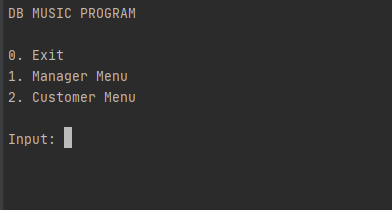 DB MUSIC PROGRAM
0. Exit
1. Manager Menu
2. Customer Menu
Input: